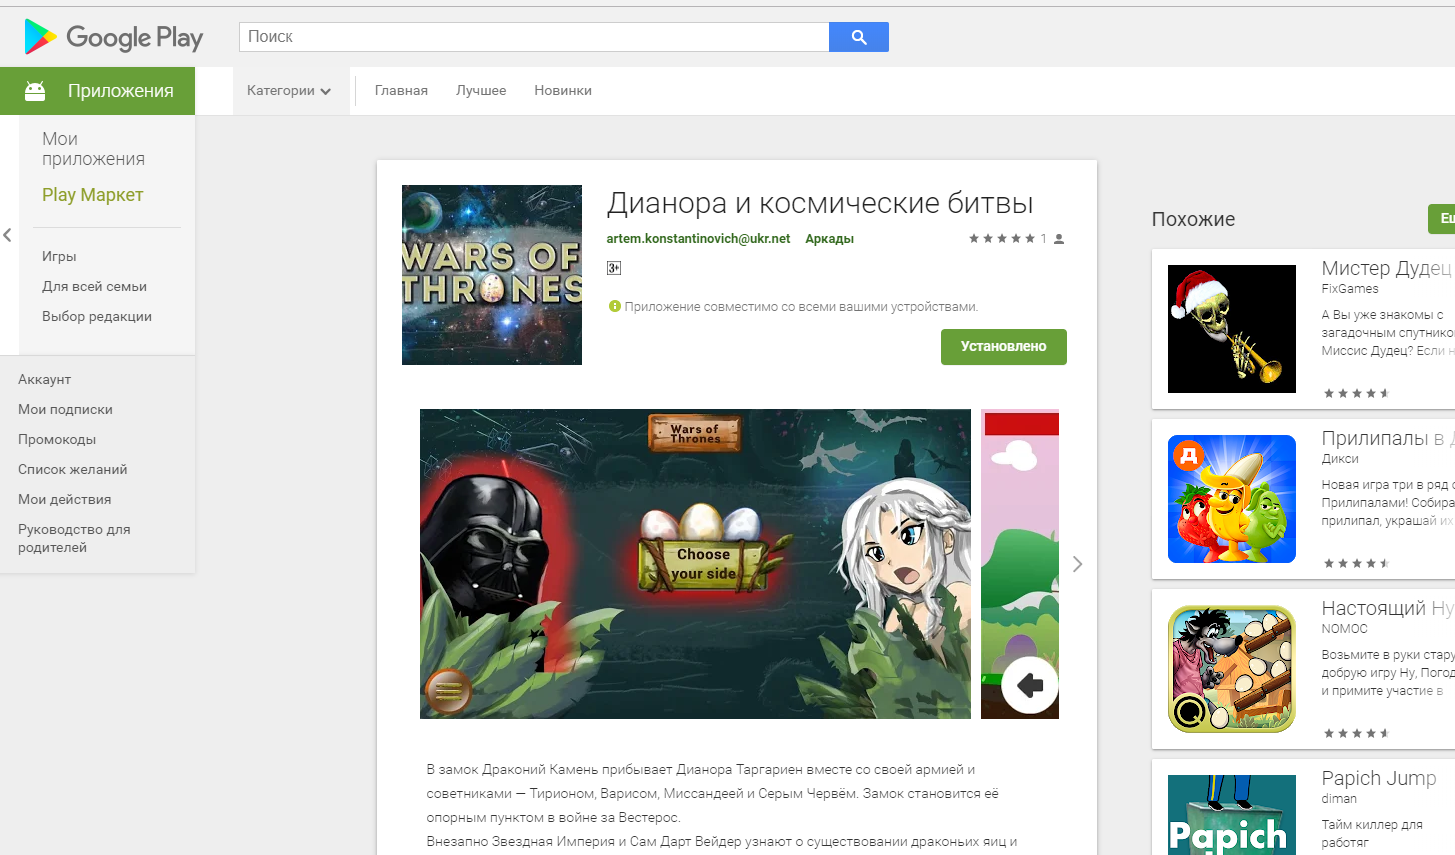 Google Play
Поиск
Приложения
Категории
Главная
Лучшее
Новинки
Мои
приложения
Play Маркет
Игры
Для всей семьи
Выбор редакции
Аккаунт
Мои подписки
Промокоды
Список желаний
Мои действия
Руководство для
родителей
WARS OF
THRONES
Дианора и космические битвы
artem.konstantinovich@ukr.net Аркады
1
3+
Приложение совместимо со всеми вашими устройствами.
Установлено
Wars of
Thrones
Choose
your side
В замок Драконий Камень прибывает Дианора Таргариен вместе со своей армией и
советниками — Тирионом, Варисом, Миссандеей и Серым Червём. Замок становится её
опорным пунктом в войне за Вестерос.
Внезапно Звездная Империя и Сам Дарт Вейдер узнают о существовании драконьих яиц и
Похожие
Ещ
Мистер Дудец
FixGames
А Вы уже знакомы с
загадочным спутнико
Миссис Дудец? Если н
Д
Прилипалы в Д
Дикси
Новая игра три в ряд с
Прилипалами! Собира
прилипал, украшай их
Настоящий Ну
NOMOC
Возьмите в руки стару
добрую игру Ну, Погод
и примите участие в
Papich Jump
diman
Тайм киллер для
работяг
Papich